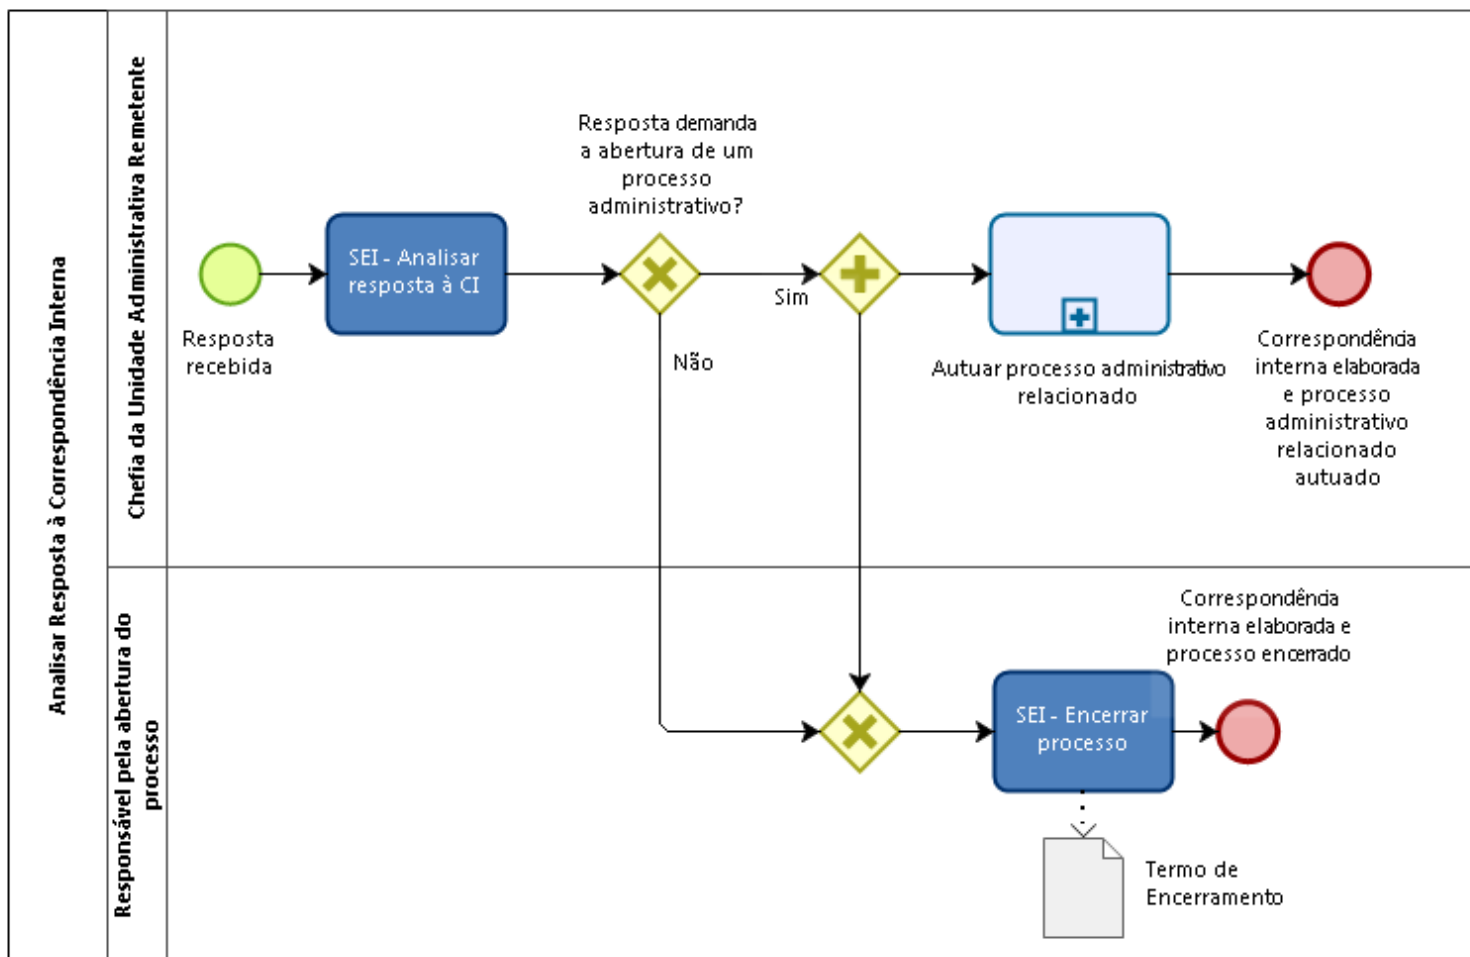 Analisar Resposta à Correspondência Interna
Chefia da Unidade Administrativa Remetente
Resposta demanda
a abertura de um
processo
administrativo?
SEI - Analisar
resposta à CI
Resposta
recebida
Sim
Não
Autuar processo administrativo
relacionado
Correspondência
interna elaborada
e processo
administrativo
relacionado
autuado
Responsável pela abertura do
processo
Correspondência
interna elaborada e
processo encerrado
SEI - Encerrar
processo
Termo de
Encerramento